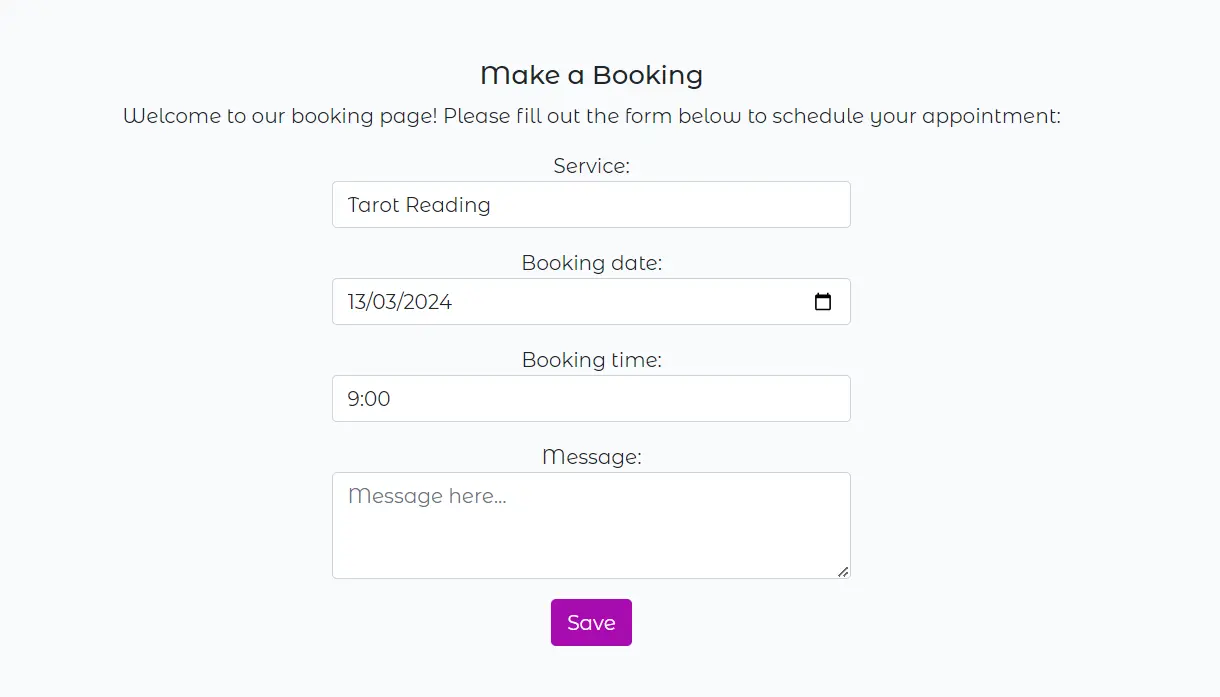 Make a Booking
Welcome to our booking page! Please fill out the form below to schedule your appointment:
Service:
Tarot Reading
Booking date:
13/03/2024
Booking time:
9:00
Message:
Message here...
Save